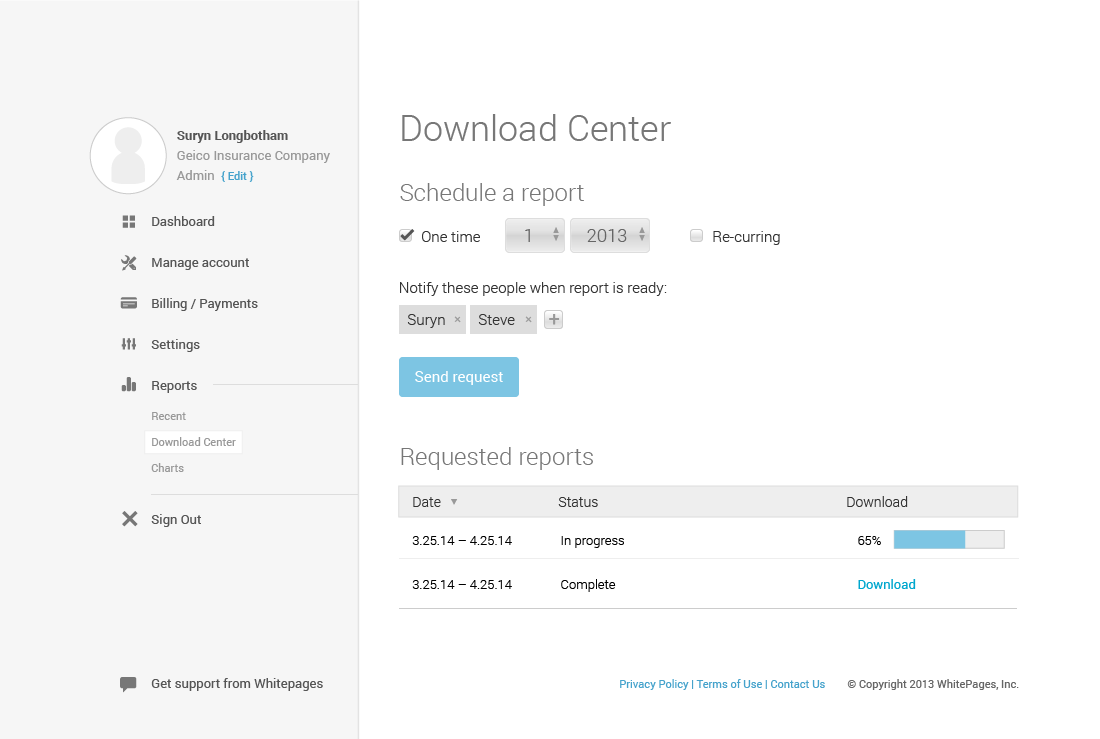 Suryn Longbotham
Geico Insurance Company
Admin { Edit }
Dashboard
Manage account
Billing / Payments
Settings
Reports
Recent
Download Center
Charts
Sign Out
Get support from Whitepages
Download Center
Schedule a report
One time 1 2013 Re-curring
Notify these people when report is ready:
Suryn × Steve × +
Send request
Requested reports
Date ▼ Status Download
3.25.14 – 4.25.14 In progress 65%
3.25.14 – 4.25.14 Complete Download
Privacy Policy | Terms of Use | Contact Us © Copyright 2013 WhitePages, Inc.